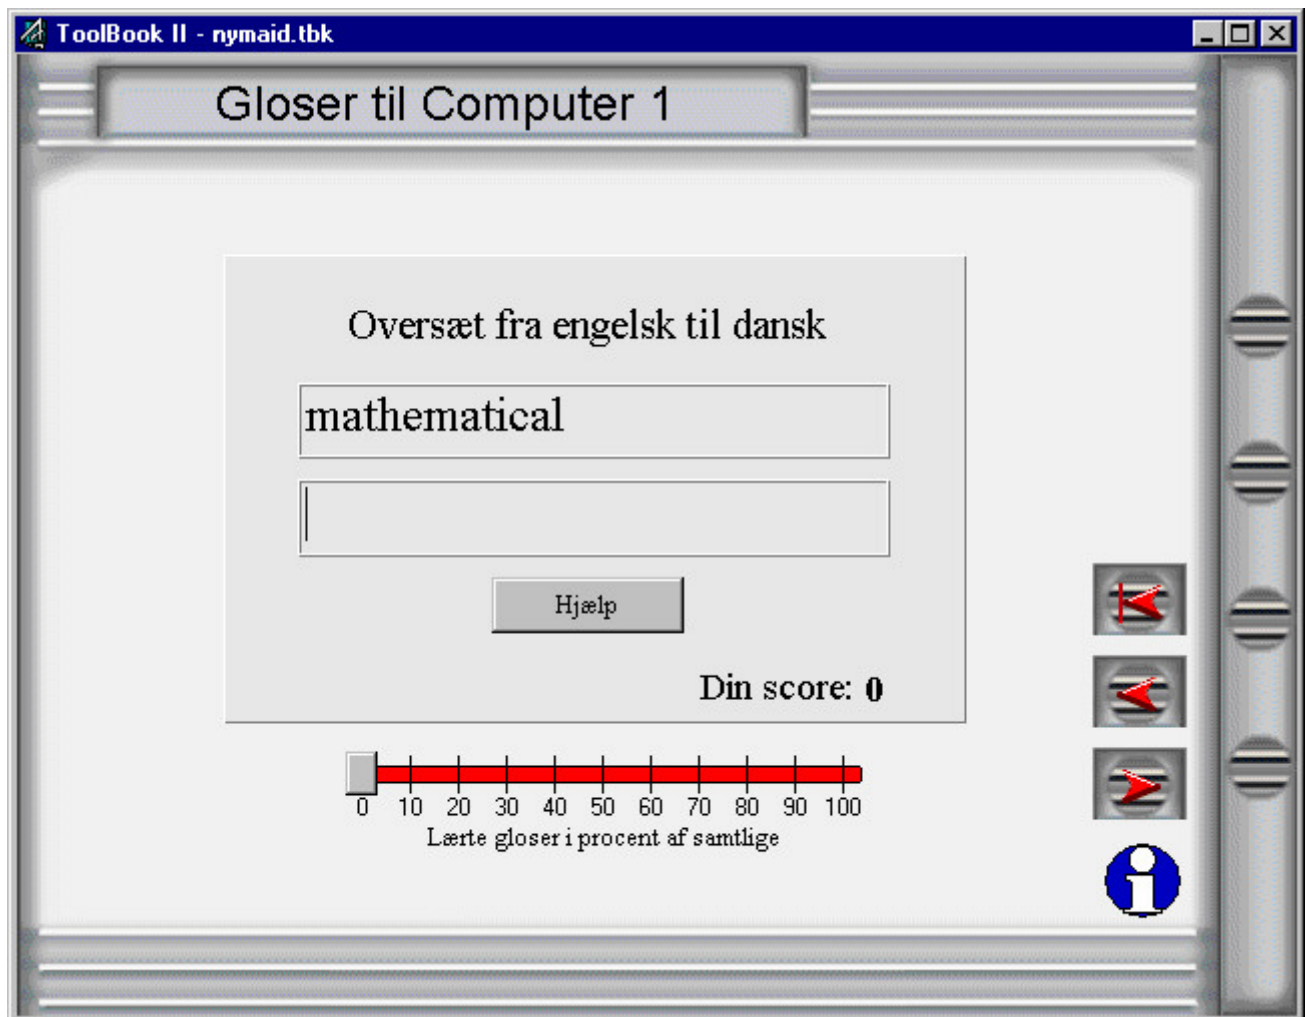 ToolBook II - nymaid.tbk
Gloser til Computer 1
Oversæt fra engelsk til dansk
mathematical
Hjælp
Din score: 0
0 10 20 30 40 50 60 70 80 90 100
Lærte gloser i procent af samtlige